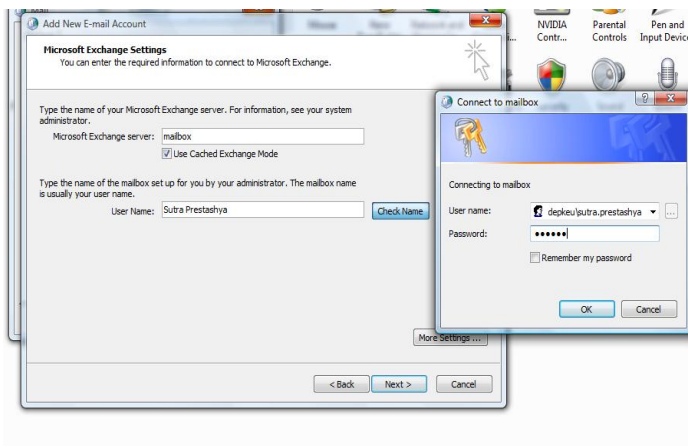 Add New E-mail Account
Microsoft Exchange Settings
You can enter the required information to connect to Microsoft Exchange.
Type the name of your Microsoft Exchange server. For information, see your system
administrator.
Microsoft Exchange server: mailbox
Use Cached Exchange Mode
Type the name of the mailbox set up for you by your administrator. The mailbox name
is usually your user name.
User Name: Sutra Prestashya
Check Name
More Settings ...
< Back
Next >
Cancel
NVIDIA
Contr...
Parental
Controls
Pen and
Input Device
Connect to mailbox
Connecting to mailbox
User name: depkeu\sutra.prestashya
Password: ••••••
Remember my password
OK
Cancel